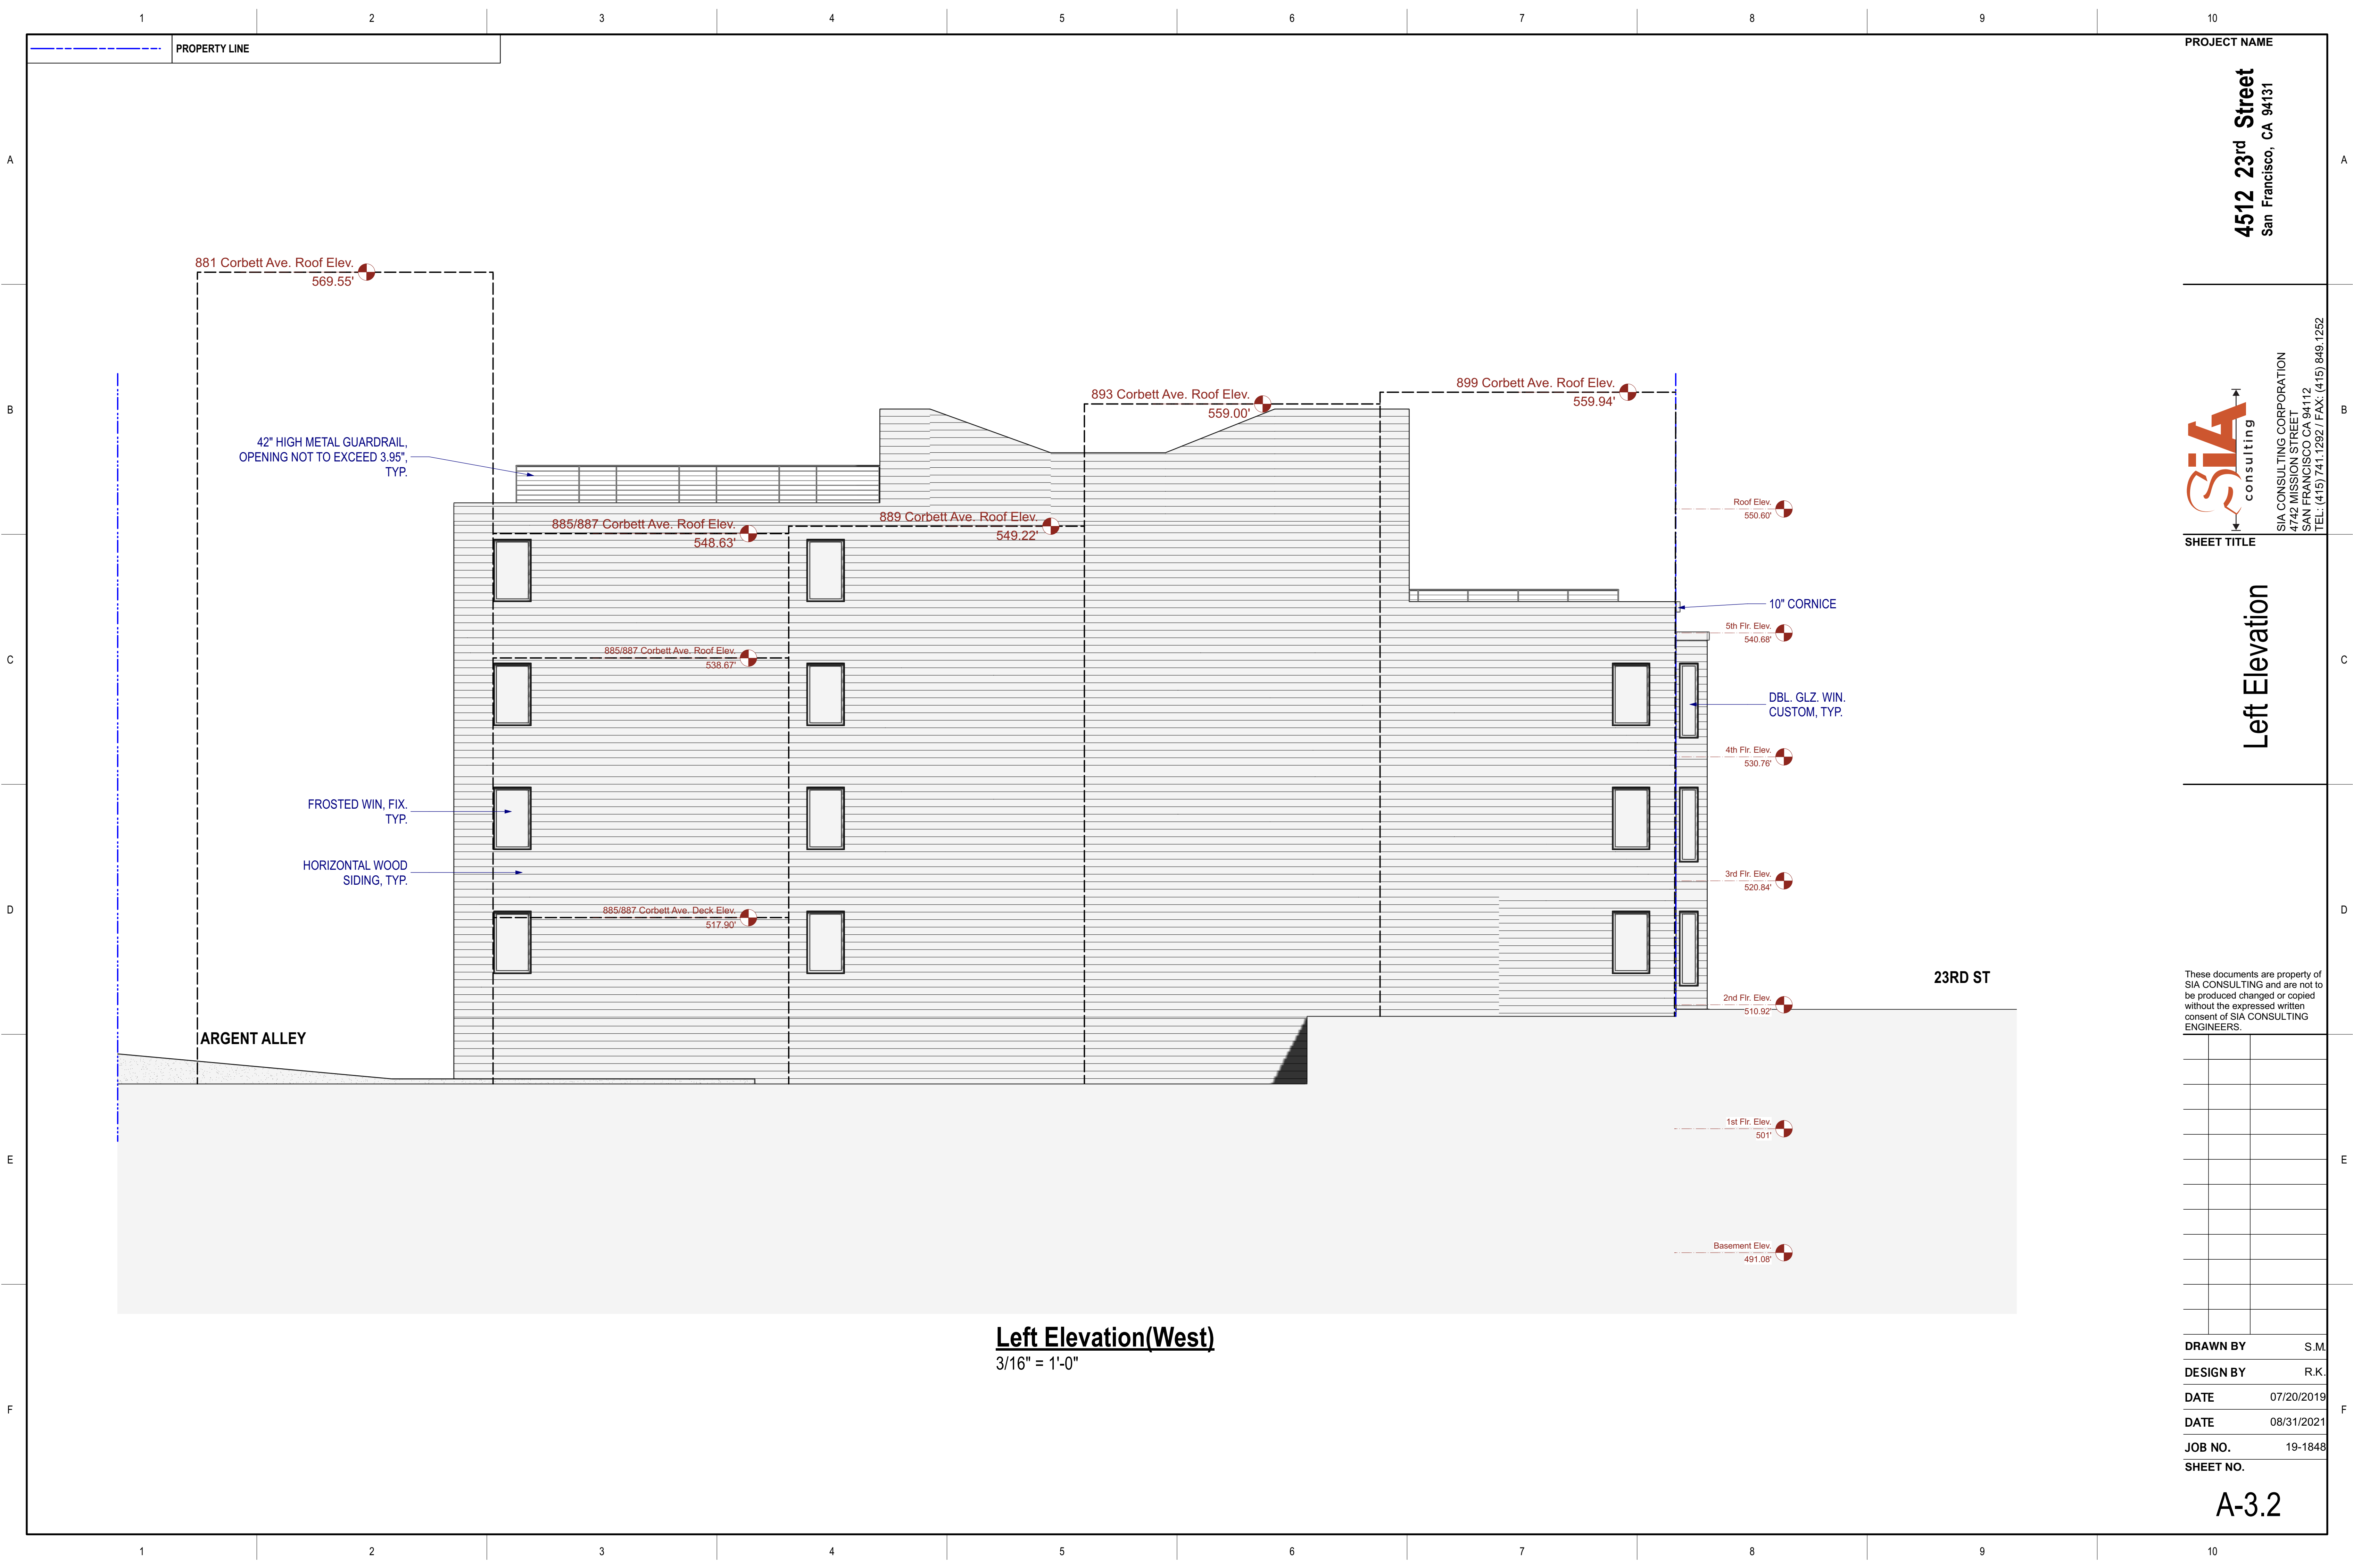 1 2 3 4 5 6 7 8 9 10
PROPERTY LINE
A
B
C
D
E
F
881 Corbett Ave. Roof Elev.
569.55'
42" HIGH METAL GUARDRAIL,
OPENING NOT TO EXCEED 3.95",
TYP.
893 Corbett Ave. Roof Elev.
559.00'
899 Corbett Ave. Roof Elev.
559.94'
885/887 Corbett Ave. Roof Elev.
548.63'
889 Corbett Ave. Roof Elev.
549.22'
885/887 Corbett Ave. Roof Elev.
538.67'
FROSTED WIN, FIX.
TYP.
HORIZONTAL WOOD
SIDING, TYP.
885/887 Corbett Ave. Deck Elev.
517.90'
ARGENT ALLEY
Roof Elev.
550.60'
10" CORNICE
5th Flr. Elev.
540.68'
DBL. GLZ. WIN.
CUSTOM, TYP.
4th Flr. Elev.
530.76'
3rd Flr. Elev.
520.84'
23RD ST
2nd Flr. Elev.
510.92'
1st Flr. Elev.
501'
Basement Elev.
491.08'
Left Elevation(West)
3/16" = 1'-0"
PROJECT NAME
4512 23rd Street
San Francisco, CA 94131
SiA
consulting
SIA CONSULTING CORPORATION
4742 MISSION STREET
SAN FRANCISCO CA 94112
TEL: (415) 741.1292 / FAX: (415) 849.1252
SHEET TITLE
Left Elevation
These documents are property of
SIA CONSULTING and are not to
be produced changed or copied
without the expressed written
consent of SIA CONSULTING
ENGINEERS.
DRAWN BY S.M.
DESIGN BY R.K.
DATE 07/20/2019
DATE 08/31/2021
JOB NO. 19-1848
SHEET NO.
A-3.2
A
B
C
D
E
F
1 2 3 4 5 6 7 8 9 10